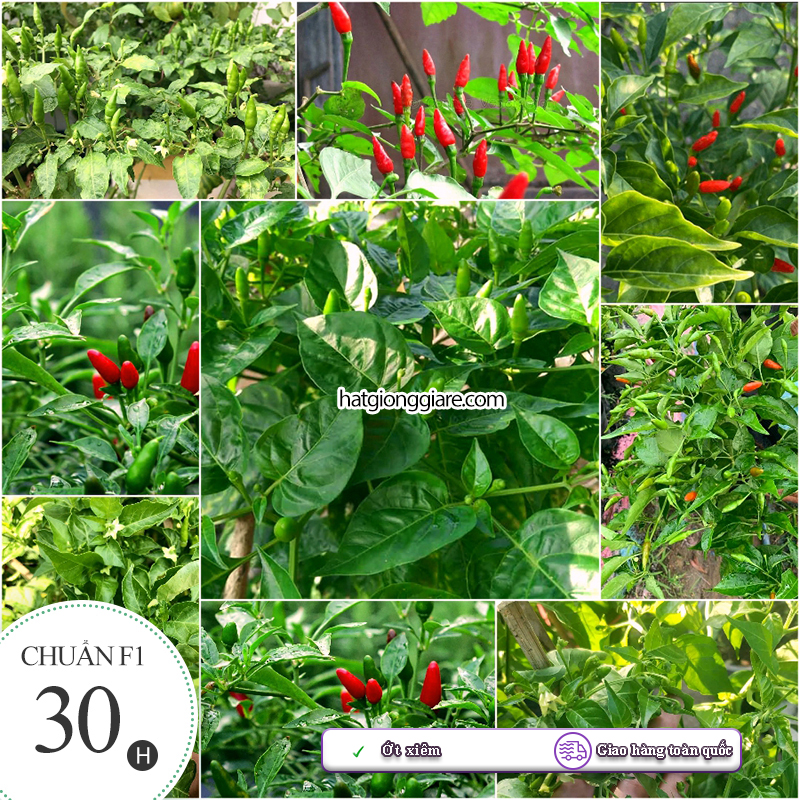 hatgionggiare.com
CHUẨN F1
30
H
Ớt xiêm
Giao hàng toàn quốc